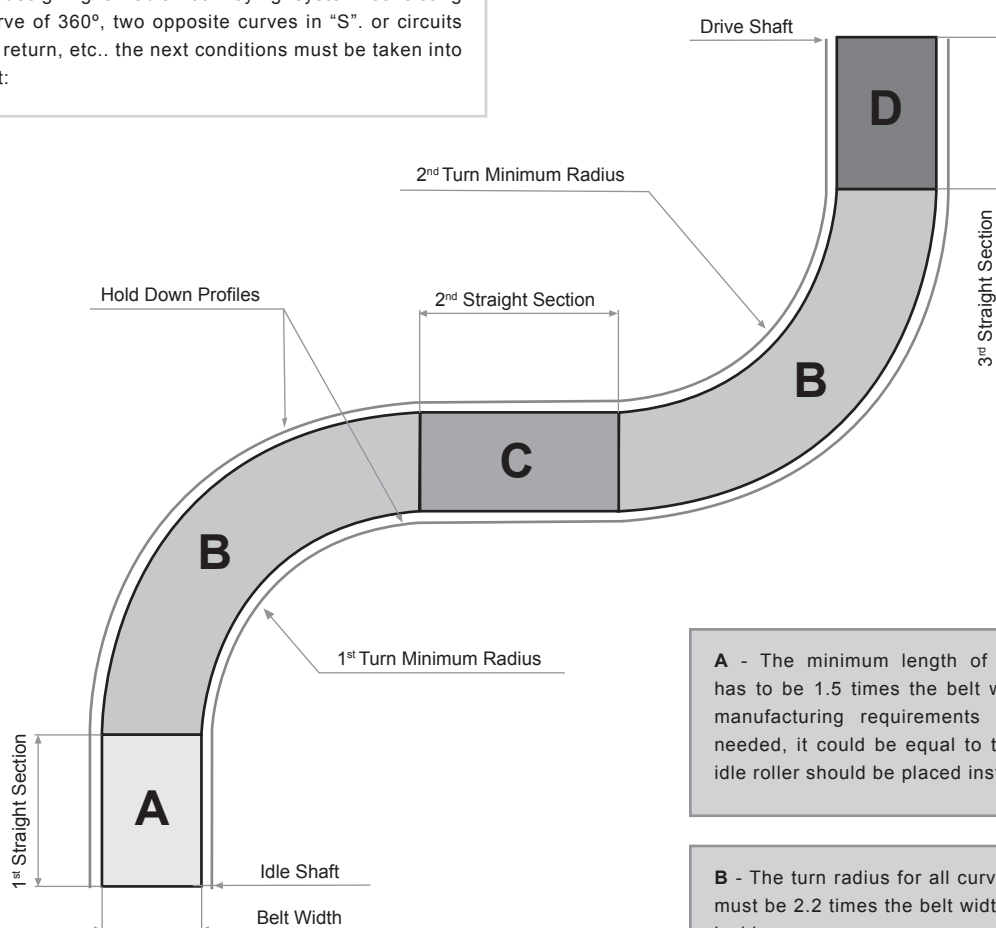 curve of 360º, two opposite curves in “S”. or circuits
return, etc.. the next conditions must be taken into
Drive Shaft
D
2nd Turn Minimum Radius
3rd Straight Section
Hold Down Profiles
2nd Straight Section
B
C
B
1st Turn Minimum Radius
1st Straight Section
A
Idle Shaft
Belt Width
A - The minimum length of
has to be 1.5 times the belt
manufacturing requirements
needed, it could be equal to
idle roller should be placed
B - The turn radius for all
must be 2.2 times the belt width